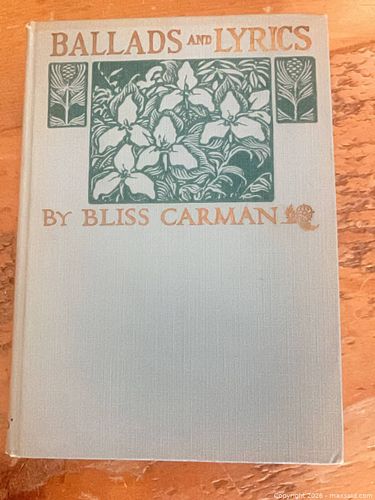 BALLADS AND LYRICS
BY BLISS CARMAN
Copyright 2026 - maxsold.com